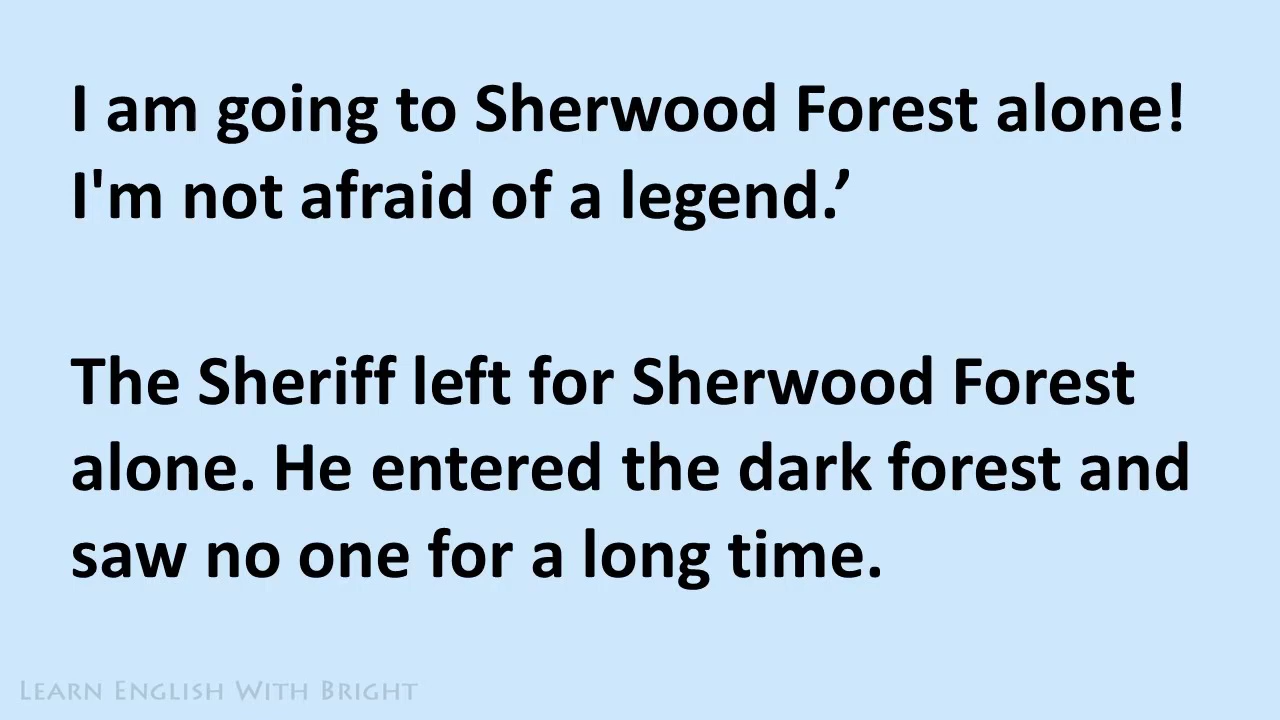 I am going to Sherwood Forest alone!
I'm not afraid of a legend.’
The Sheriff left for Sherwood Forest
alone. He entered the dark forest and
saw no one for a long time.
Learn English With Bright